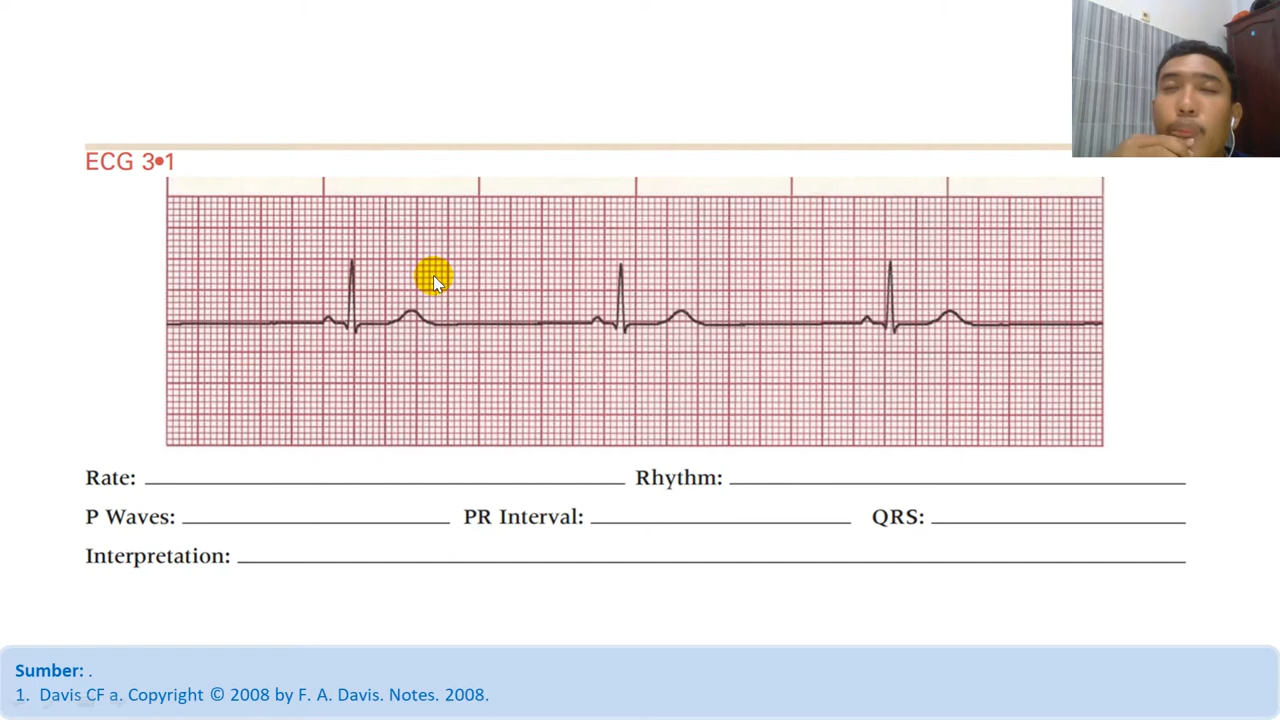 ECG 3•1
Rate: Rhythm:
P Waves: PR Interval: QRS:
Interpretation:
Sumber: .
1. Davis CF a. Copyright © 2008 by F. A. Davis. Notes. 2008.